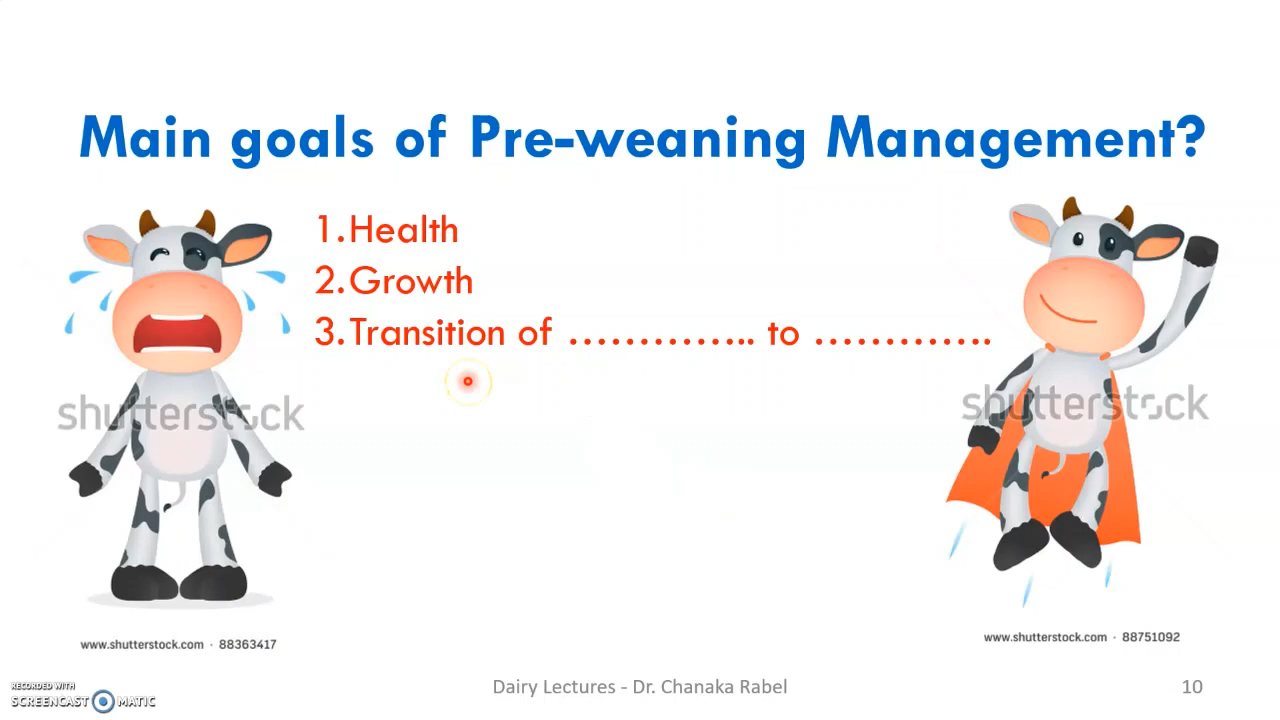 Main goals of Pre-weaning Management?
1.Health
2.Growth
3.Transition of ………….. to ………….
shutterstock
shutterstock
www.shutterstock.com · 88363417
www.shutterstock.com · 88751092
RECORDED WITH
SCREENCAST MATIC
Dairy Lectures - Dr. Chanaka Rabel
10